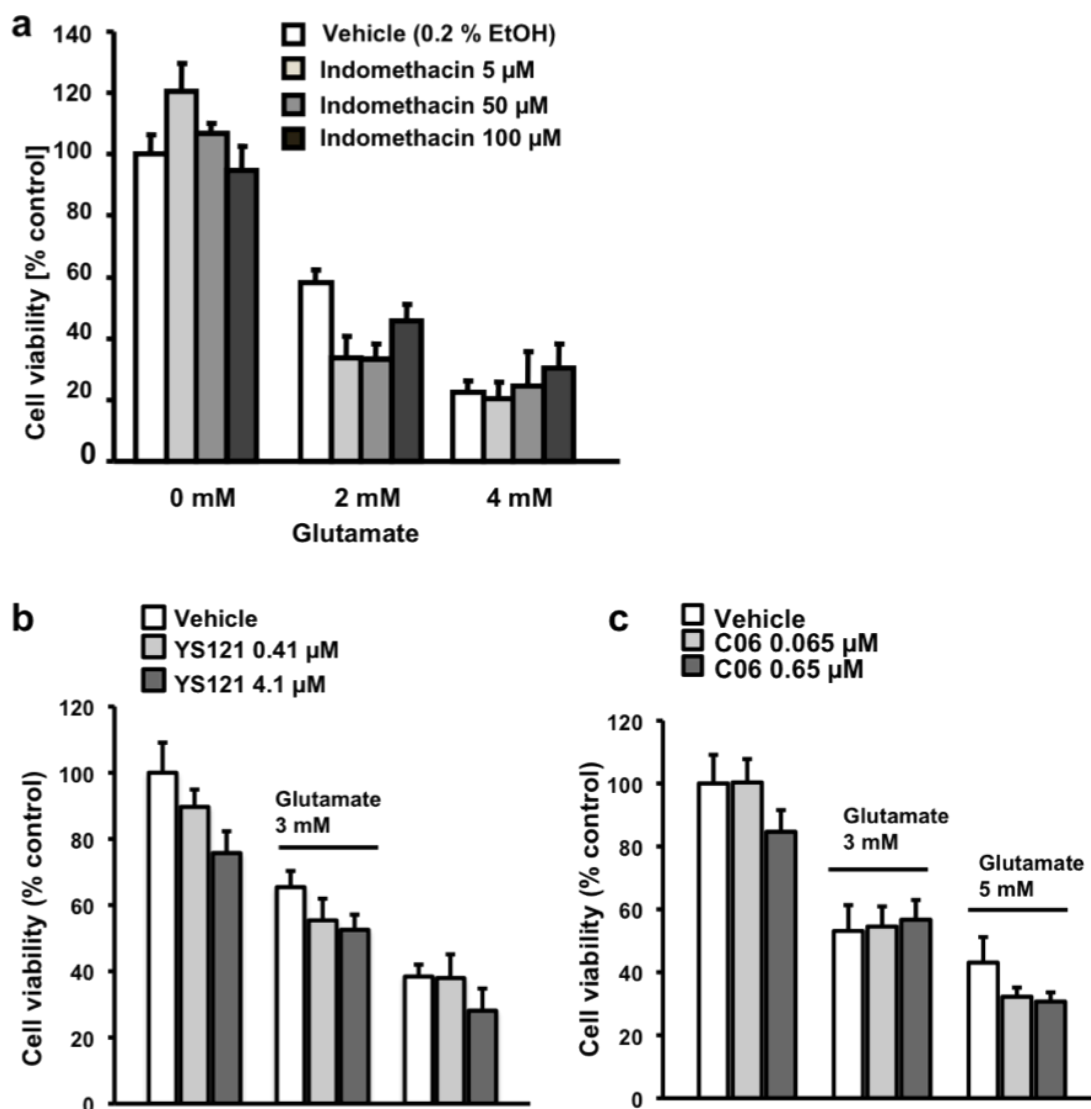 a
Vehicle (0.2 % EtOH)
Indomethacin 5 µM
Indomethacin 50 µM
Indomethacin 100 µM
Cell viability [% control]
140
120
100
80
60
40
20
0
0 mM
2 mM
4 mM
Glutamate
b
Vehicle
YS121 0.41 µM
YS121 4.1 µM
Cell viability (% control)
120
100
80
60
40
20
0
Glutamate
3 mM
c
Vehicle
C06 0.065 µM
C06 0.65 µM
Cell viability (% control)
120
100
80
60
40
20
0
Glutamate
3 mM
Glutamate
5 mM